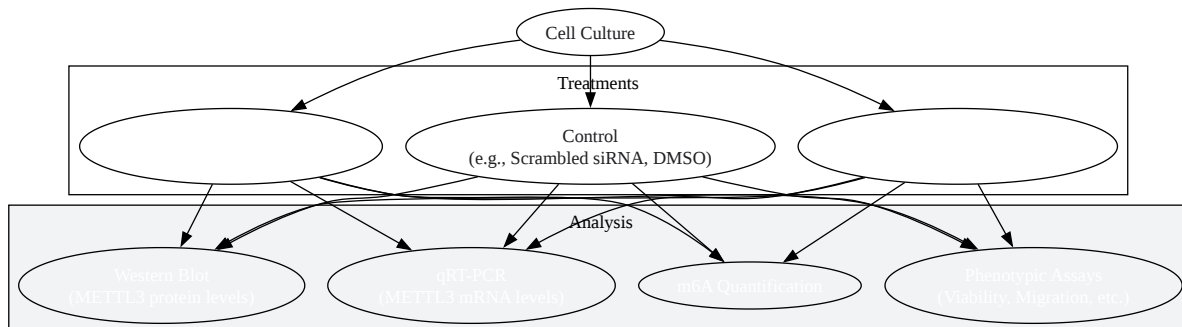 Cell Culture
Treatments
Control
(e.g., Scrambled siRNA, DMSO)
Analysis
Western Blot
(METTL3 protein levels)
qRT-PCR
(METTL3 mRNA levels)
m6A Quantification
Phenotypic Assays
(Viability, Migration, etc.)